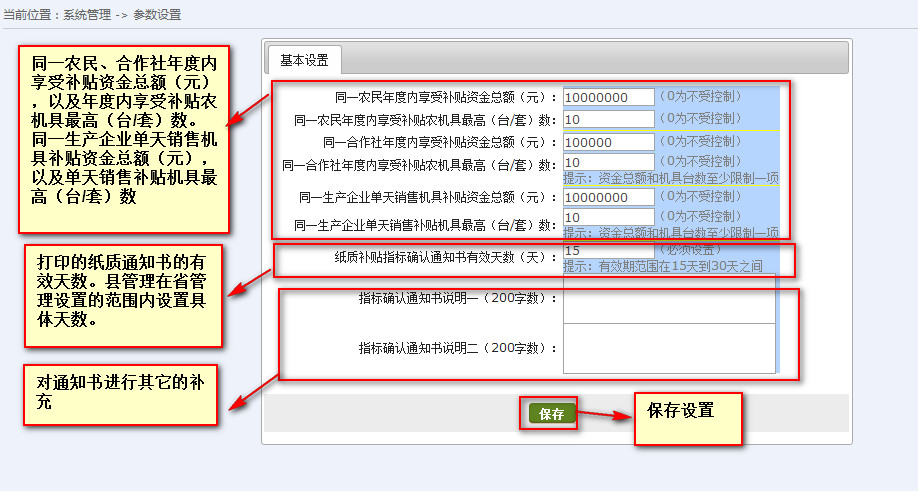 当前位置：系统管理 -> 参数设置
同一农民、合作社年度内
享受补贴资金总额（元）
，以及年度内享受补贴农
机具最高（台/套）数。
同一生产企业单天销售机
具补贴资金总额（元），
以及单天销售补贴机具最
高（台/套）数
打印的纸质通知书的有
效天数。县管理在省管
理设置的范围内设置具
体天数。
对通知书进行其它的补
充
基本设置
同一农民年度内享受补贴资金总额（元）： 10000000 （0为不受控制）
同一农民年度内享受补贴农机具最高（台/套）数： 10 （0为不受控制）
同一合作社年度内享受补贴资金总额（元）： 100000 （0为不受控制）
同一合作社年度内享受补贴农机具最高（台/套）数： 10 （0为不受控制）
提示：资金总额和机具台数至少限制一项
同一生产企业单天销售机具补贴资金总额（元）： 10000000 （0为不受控制）
同一生产企业单天销售补贴机具最高（台/套）数： 10 （0为不受控制）
提示：资金总额和机具台数至少限制一项
纸质补贴指标确认通知书有效天数（天）： 15 （必须设置）
提示：有效期范围在15天到30天之间
指标确认通知书说明一（200字数）：
指标确认通知书说明二（200字数）：
保存
保存设置